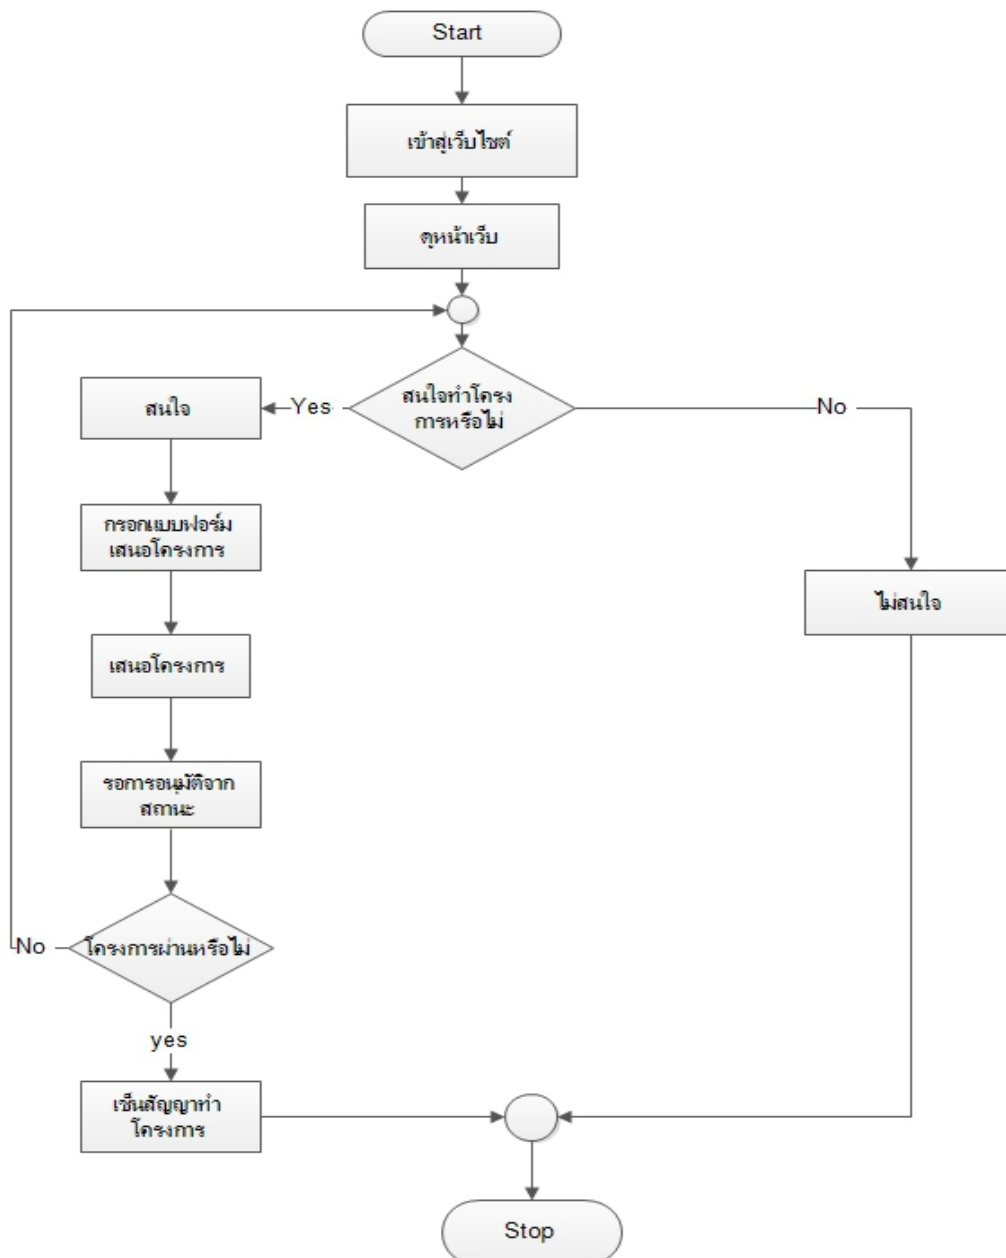 Start
เข้าสู่เว็บไซต์
ดูหน้าเว็บ
สนใจทำโครง
การหรือไม่
Yes
No
สนใจ
กรอกแบบฟอร์ม
เสนอโครงการ
ไม่สนใจ
เสนอโครงการ
รอการอนุมัติจาก
สถานะ
โครงการผ่านหรือไม่
No
yes
เซ็นสัญญาทำ
โครงการ
Stop